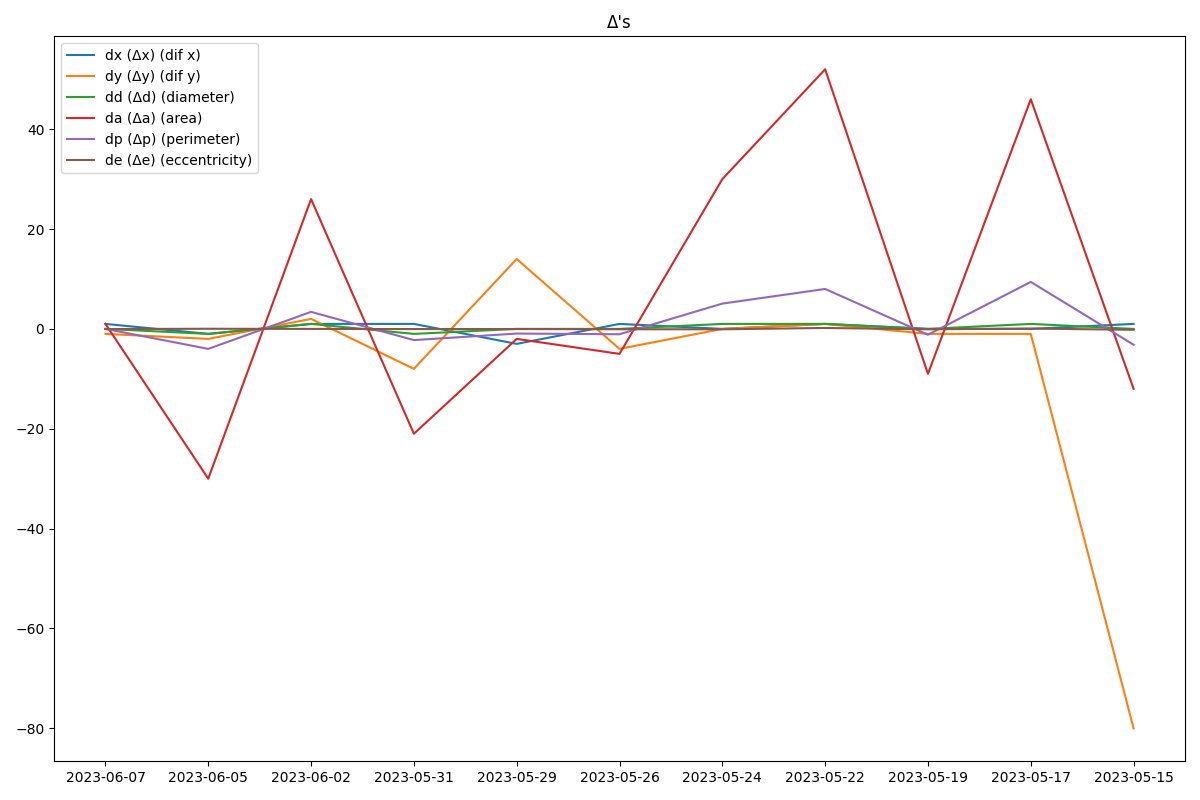 Δ's
dx (Δx) (dif x)
dy (Δy) (dif y)
dd (Δd) (diameter)
da (Δa) (area)
dp (Δp) (perimeter)
de (Δe) (eccentricity)
40
20
0
−20
−40
−60
−80
2023-06-07 2023-06-05 2023-06-02 2023-05-31 2023-05-29 2023-05-26 2023-05-24 2023-05-22 2023-05-19 2023-05-17 2023-05-15